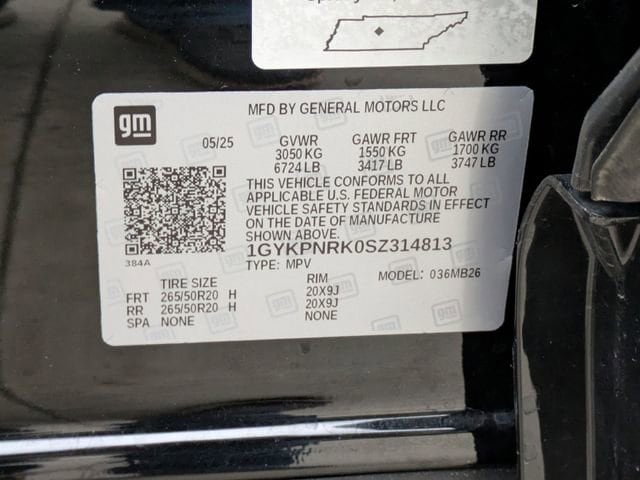 MFD BY GENERAL MOTORS LLC
gm
05/25 GVWR GAWR FRT GAWR RR
3050 KG 1550 KG 1700 KG
6724 LB 3417 LB 3747 LB
THIS VEHICLE CONFORMS TO ALL
APPLICABLE U.S. FEDERAL MOTOR
VEHICLE SAFETY STANDARDS IN EFFECT
ON THE DATE OF MANUFACTURE
SHOWN ABOVE.
384A
1GYKPNRK0SZ314813
TYPE: MPV MODEL: 036MB26
TIRE SIZE RIM
FRT 265/50R20 H 20X9J
RR 265/50R20 H 20X9J
SPA NONE NONE